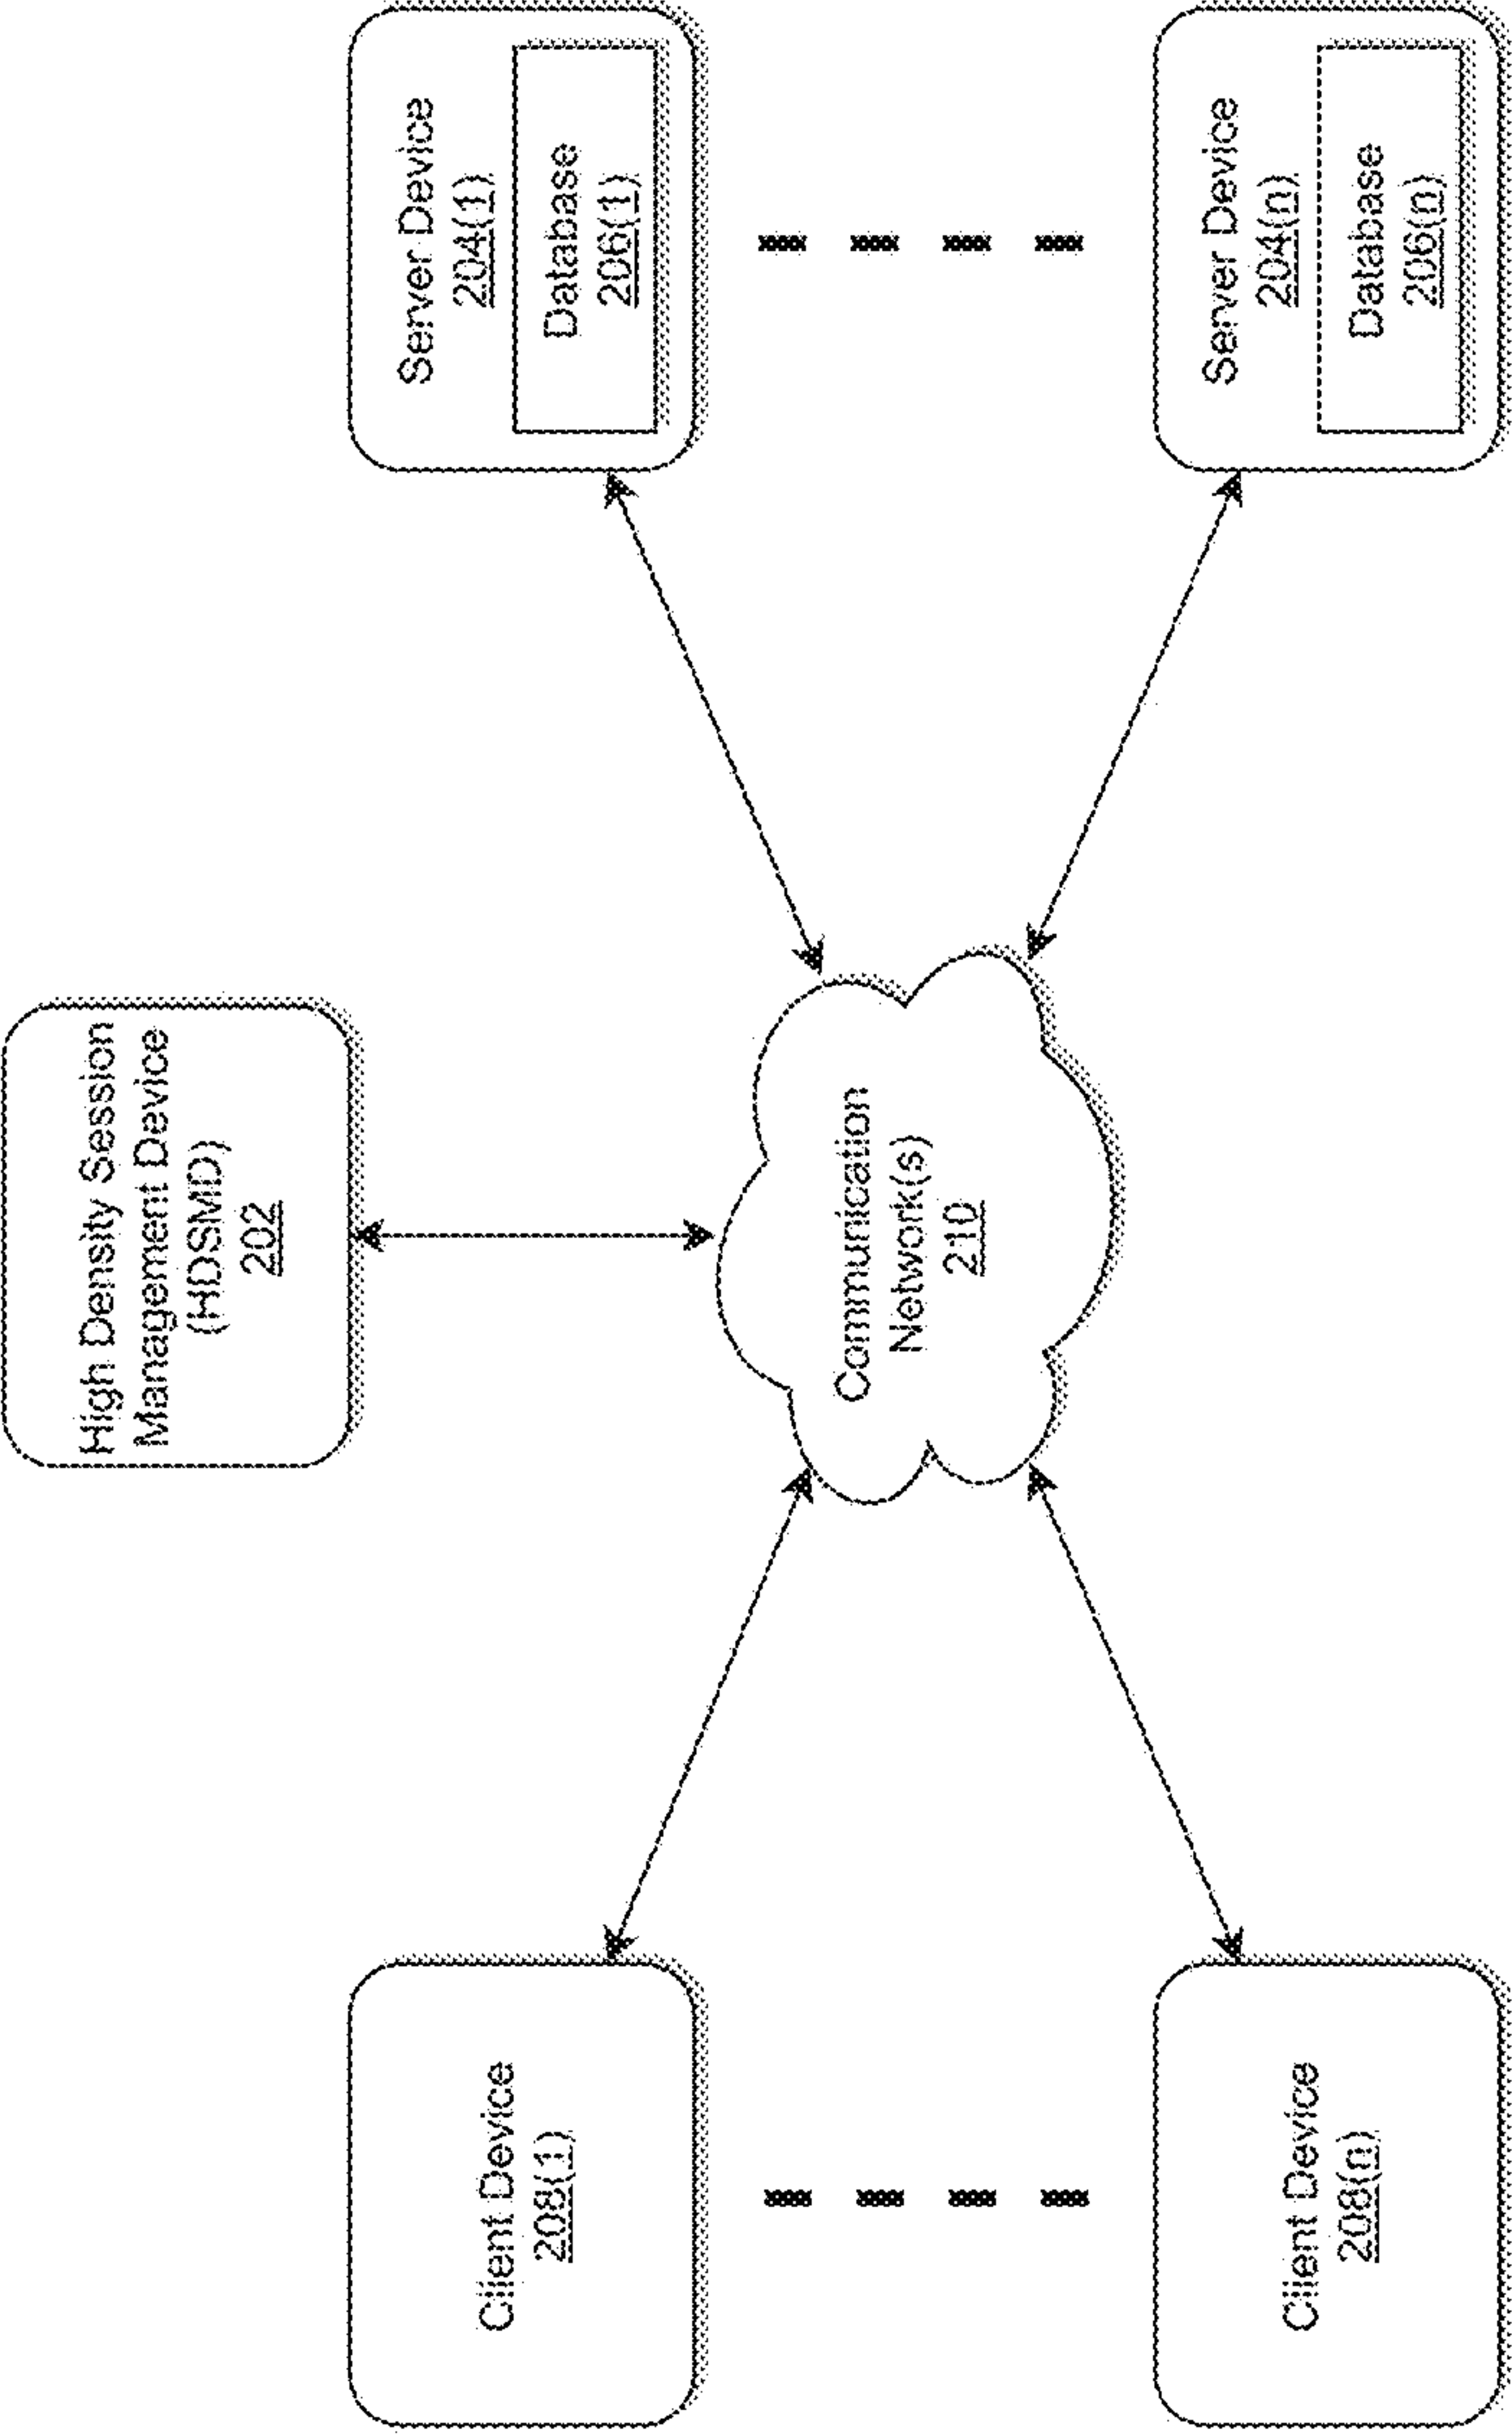 High Density Session
Management Device
(HDSMD)
202
Client Device
208(1)
Client Device
208(n)
Communication
Network(s)
210
Server Device
204(1)
Database
206(1)
Server Device
204(n)
Database
206(n)